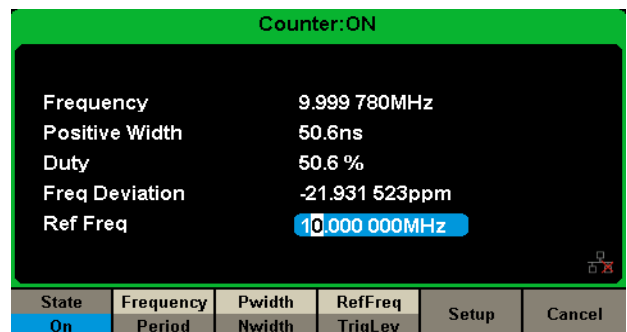 Counter:ON
Frequency 9.999 780MHz
Positive Width 50.6ns
Duty 50.6 %
Freq Deviation -21.931 523ppm
Ref Freq 10.000 000MHz
State Frequency Pwidth RefFreq Setup Cancel
On Period Nwidth TrigLev